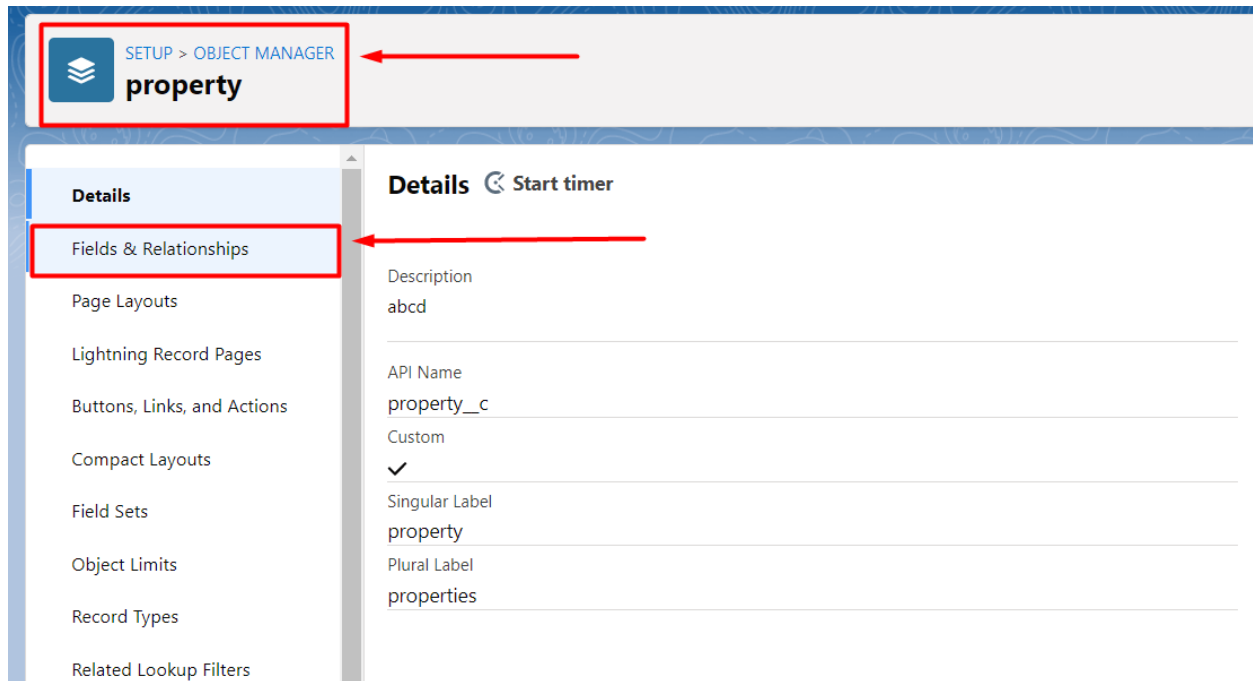 SETUP > OBJECT MANAGER
property
Details
Fields & Relationships
Page Layouts
Lightning Record Pages
Buttons, Links, and Actions
Compact Layouts
Field Sets
Object Limits
Record Types
Related Lookup Filters
Details Start timer
Description
abcd
API Name
property__c
Custom
Singular Label
property
Plural Label
properties